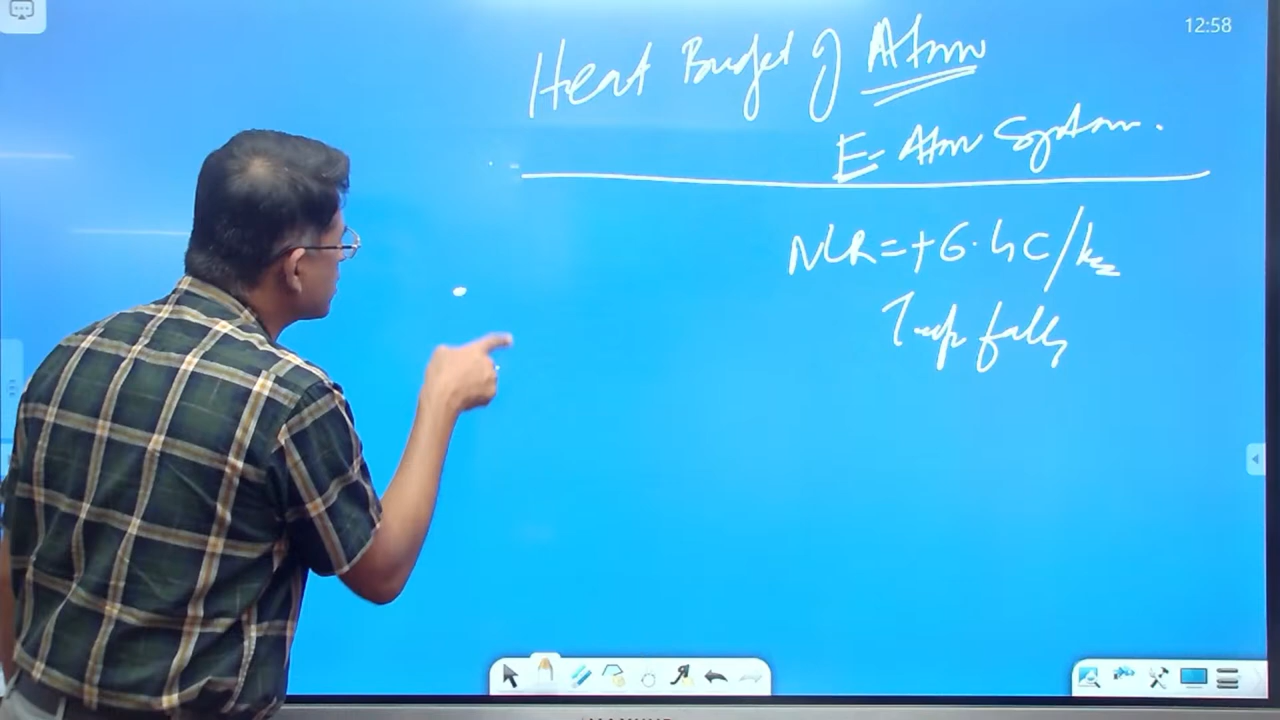 12:58
Heat Budget of Atm
E- Atm System.
NLR=+6.4C/km
Temp falls